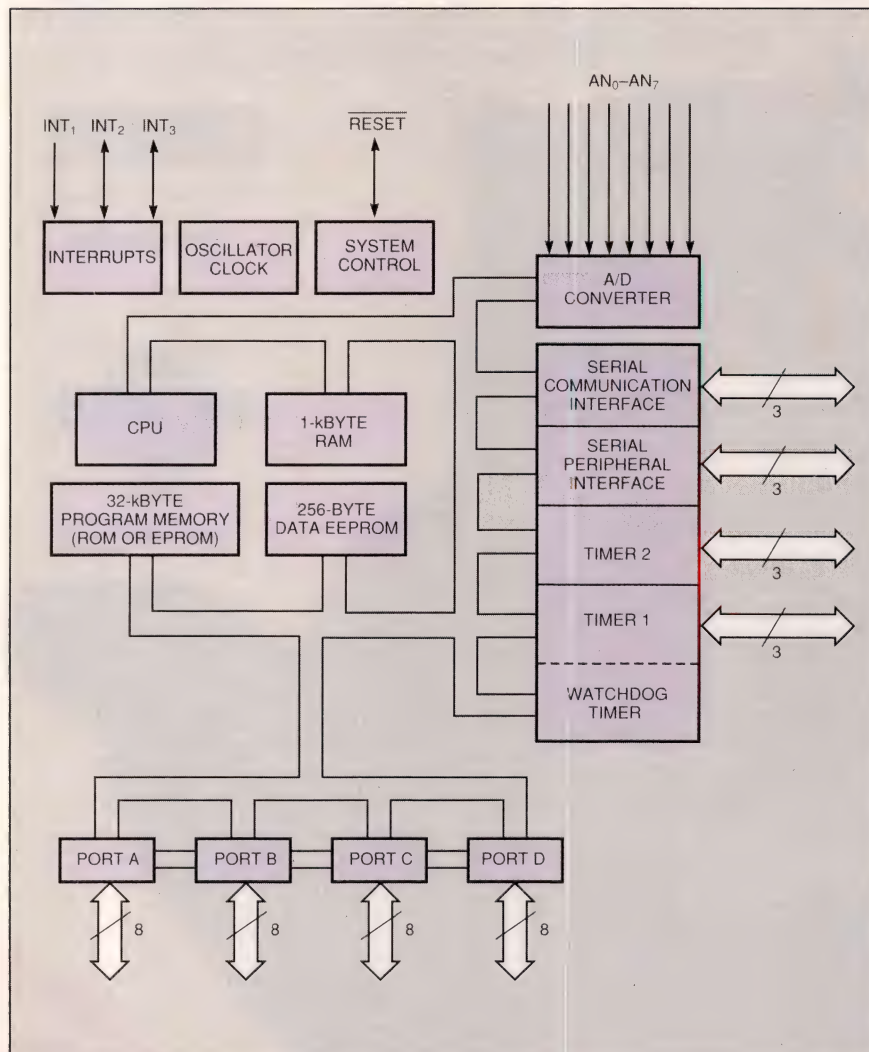 AN₀–AN₇
INT₁ INT₂ INT₃
RESET
INTERRUPTS
OSCILLATOR
CLOCK
SYSTEM
CONTROL
A/D
CONVERTER
SERIAL
COMMUNICATION
INTERFACE
3
CPU
1-kBYTE
RAM
SERIAL
PERIPHERAL
INTERFACE
3
32-kBYTE
PROGRAM MEMORY
(ROM OR EPROM)
256-BYTE
DATA EEPROM
TIMER 2
3
TIMER 1
3
WATCHDOG
TIMER
PORT A
PORT B
PORT C
PORT D
8
8
8
8